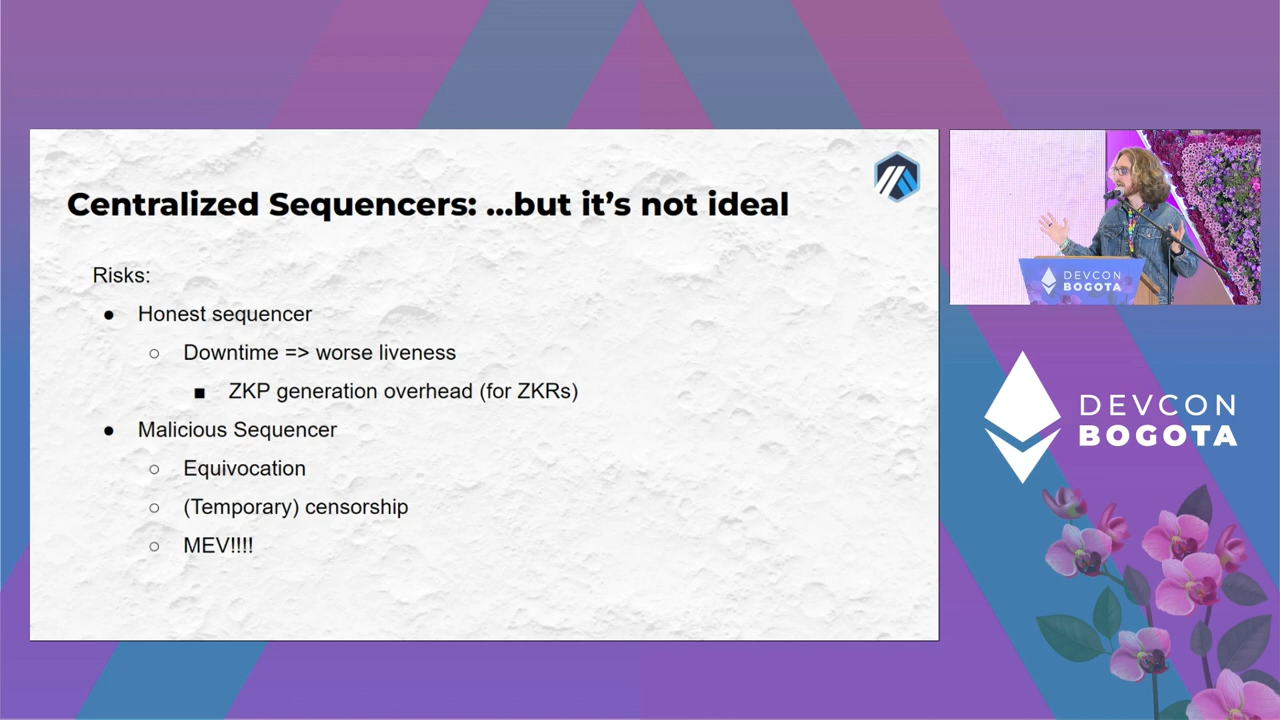 Centralized Sequencers: ...but it's not ideal
Risks:
● Honest sequencer
○ Downtime => worse liveness
■ ZKP generation overhead (for ZKRs)
● Malicious Sequencer
○ Equivocation
○ (Temporary) censorship
○ MEV!!!!
DEVCON
BOGOTA
DEVCON
BOGOTA